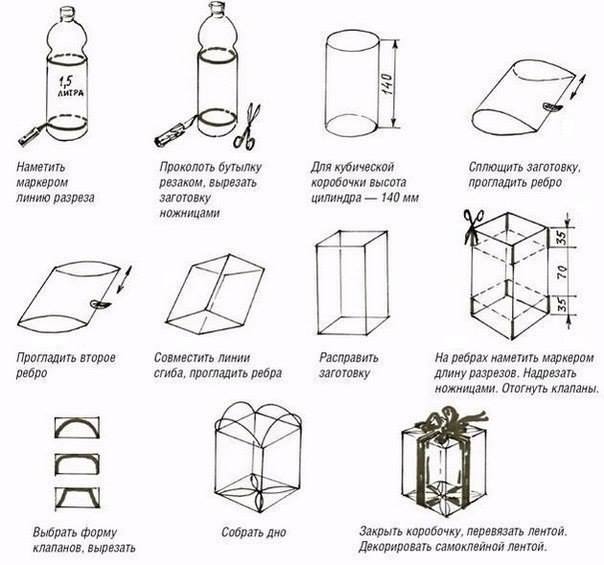 1,5
ЛИТРА
140
Наметить
маркером
линию разреза
Проколоть бутылку
резаком, вырезать
заготовку
ножницами
Для кубической
коробочки высота
цилиндра — 140 мм
Сплющить заготовку,
прогладить ребро
35
70
35
Прогладить второе
ребро
Совместить линии
сгиба, прогладить ребра
Расправить
заготовку
На ребрах наметить маркером
длину разрезов. Надрезать
ножницами. Отогнуть клапаны.
Выбрать форму
клапанов, вырезать
Собрать дно
Закрыть коробочку, перевязать лентой.
Декорировать самоклейной лентой.